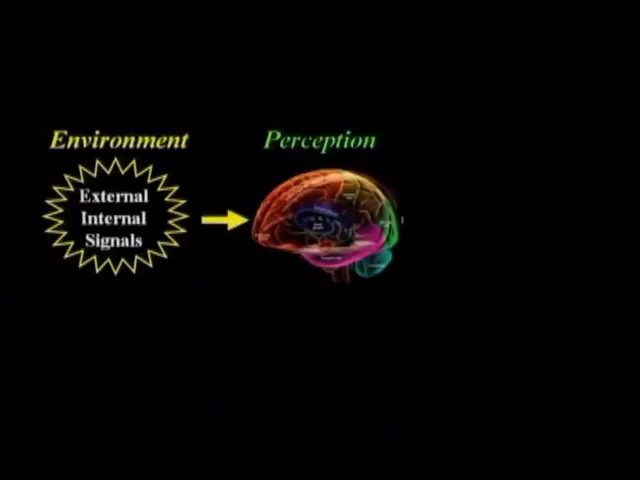 Environment
Perception
External
Internal
Signals